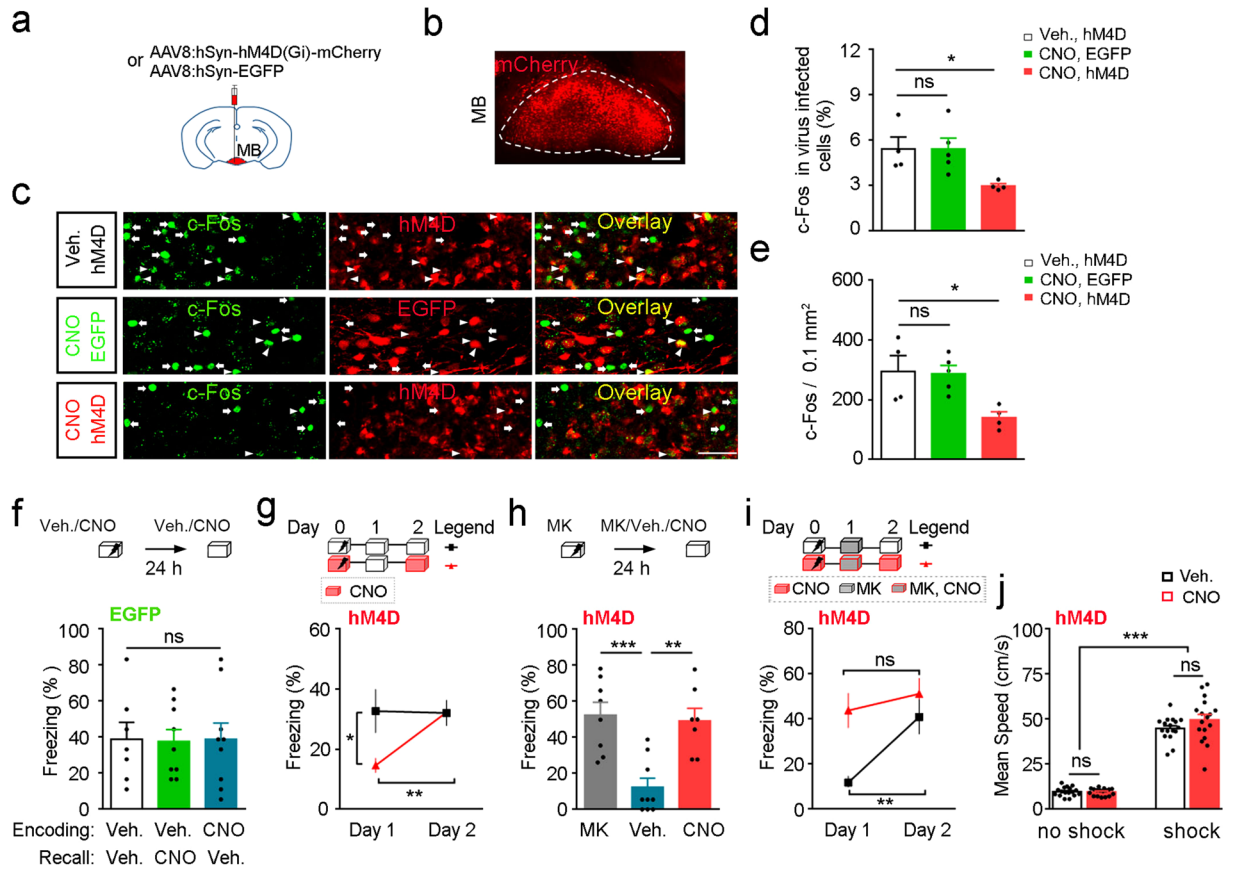 a
or AAV8:hSyn-hM4D(Gi)-mCherry
AAV8:hSyn-EGFP
MB
b
mCherry
MB
c
Veh.
hM4D
c-Fos
hM4D
Overlay
CNO
EGFP
c-Fos
EGFP
Overlay
CNO
hM4D
c-Fos
hM4D
Overlay
d
Veh., hM4D
CNO, EGFP
CNO, hM4D
c-Fos in virus infected
cells (%)
12
9
6
3
0
ns
*
e
Veh., hM4D
CNO, EGFP
CNO, hM4D
c-Fos / 0.1 mm²
600
400
200
0
ns
*
f
Veh./CNO
Veh./CNO
24 h
EGFP
Freezing (% )
100
80
60
40
20
0
ns
Encoding: Veh. Veh. CNO
Recall: Veh. CNO Veh.
g
Day 0 1 2 Legend
CNO
hM4D
Freezing (%)
60
40
20
0
*
**
Day 1 Day 2
h
MK
MK/Veh./CNO
24 h
hM4D
Freezing (%)
100
80
60
40
20
0
*** **
MK Veh. CNO
i
Day 0 1 2 Legend
CNO MK MK, CNO
hM4D
Freezing (%)
80
60
40
20
0
ns
**
Day 1 Day 2
j
Veh.
CNO
hM4D
Mean Speed (cm/s)
100
75
50
25
0
***
ns
ns
no shock shock